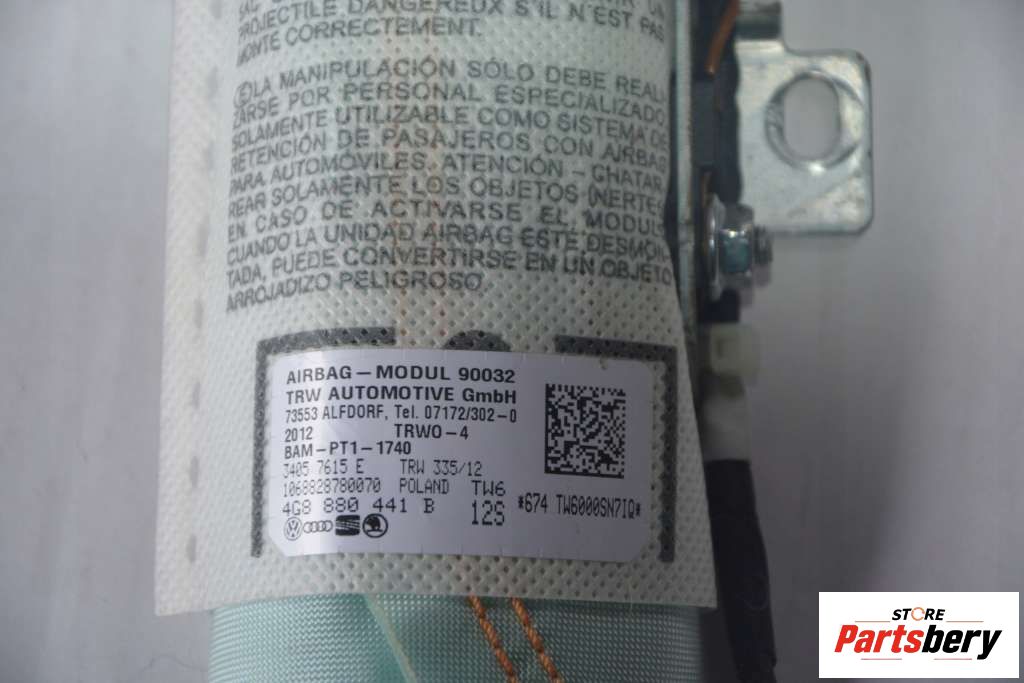 PROJECTILE DANGEREUX S'IL N'EST PAS
MONTE CORRECTEMENT.
(E)LA MANIPULACIÓN SÓLO DEBE REALI-
ZARSE POR PERSONAL ESPECIALIZADO
SOLAMENTE UTILIZABLE COMO SISTEMA DE
RETENCIÓN DE PASAJEROS CON AIRBAG
PARA AUTOMÓVILES. ATENCIÓN - CHATAR-
REAR SOLAMENTE LOS OBJETOS INERTES
EN CASO DE ACTIVARSE EL MODULO
CUANDO LA UNIDAD AIRBAG ESTÉ DESMON-
TADA, PUEDE CONVERTIRSE EN UN OBJETO
ARROJADIZO PELIGROSO
AIRBAG - MODUL 90032
TRW AUTOMOTIVE GmbH
73553 ALFDORF, Tel. 07172/302-0
2012 TRWO-4
BAM-PT1-1740
3405 7615 E TRW 335/12
1068828780070 POLAND TW6
4G8 880 441 B 12S *674 TW6000SN7IQ*
STORE
Partsbery